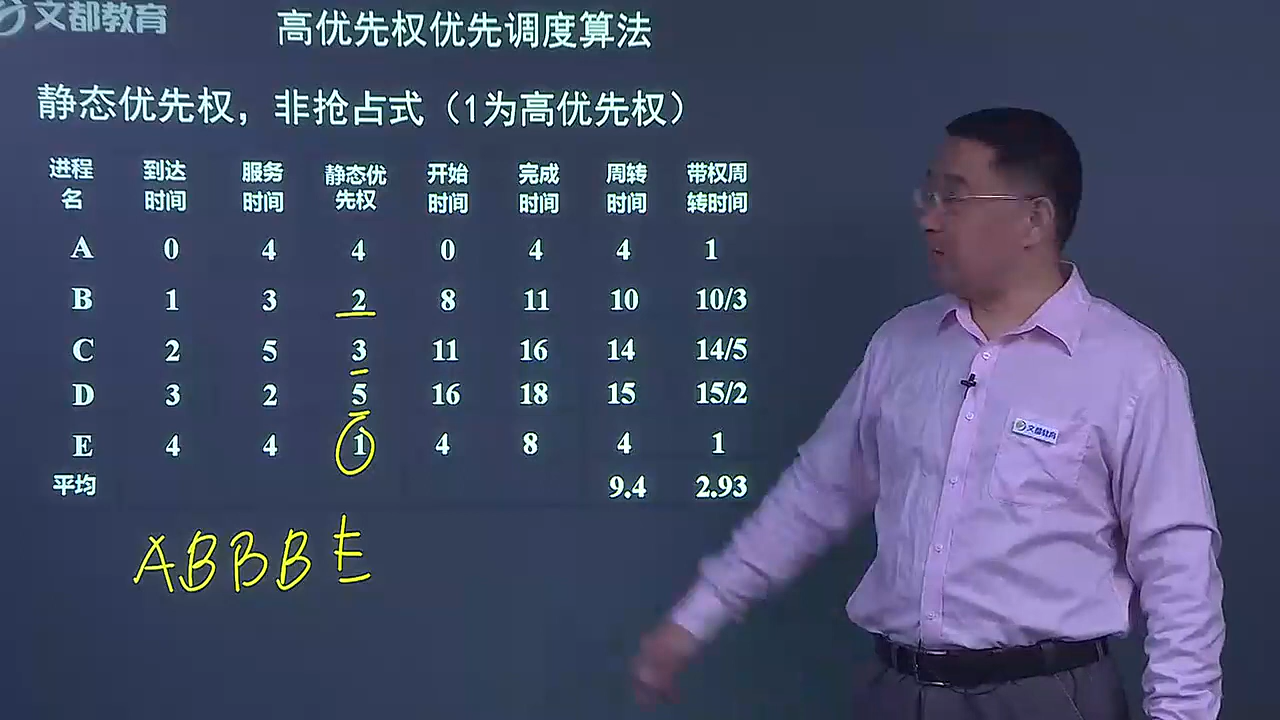 文都教育
高优先权优先调度算法
静态优先权，非抢占式（1为高优先权）
进程名 到达时间 服务时间 静态优先权 开始时间 完成时间 周转时间 带权周转时间
A 0 4 4 0 4 4 1
B 1 3 2 8 11 10 10/3
C 2 5 3 11 16 14 14/5
D 3 2 5 16 18 15 15/2
E 4 4 1 4 8 4 1
平均 9.4 2.93
ABBBE
文都教育